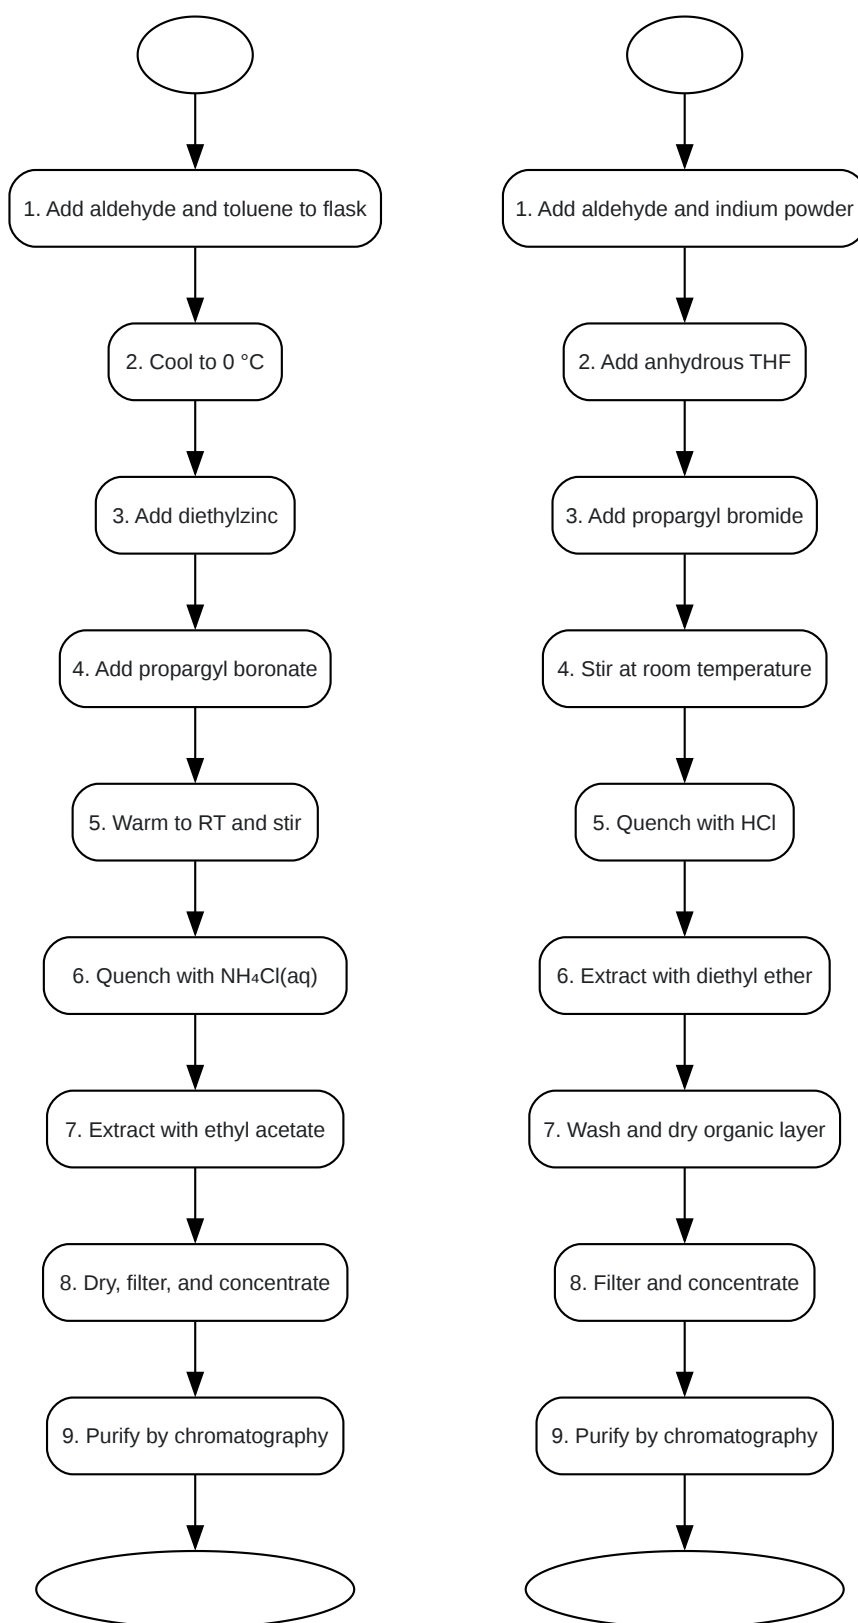 1. Add aldehyde and toluene to flask
2. Cool to 0 °C
3. Add diethylzinc
4. Add propargyl boronate
5. Warm to RT and stir
6. Quench with NH₄Cl(aq)
7. Extract with ethyl acetate
8. Dry, filter, and concentrate
9. Purify by chromatography
1. Add aldehyde and indium powder
2. Add anhydrous THF
3. Add propargyl bromide
4. Stir at room temperature
5. Quench with HCl
6. Extract with diethyl ether
7. Wash and dry organic layer
8. Filter and concentrate
9. Purify by chromatography